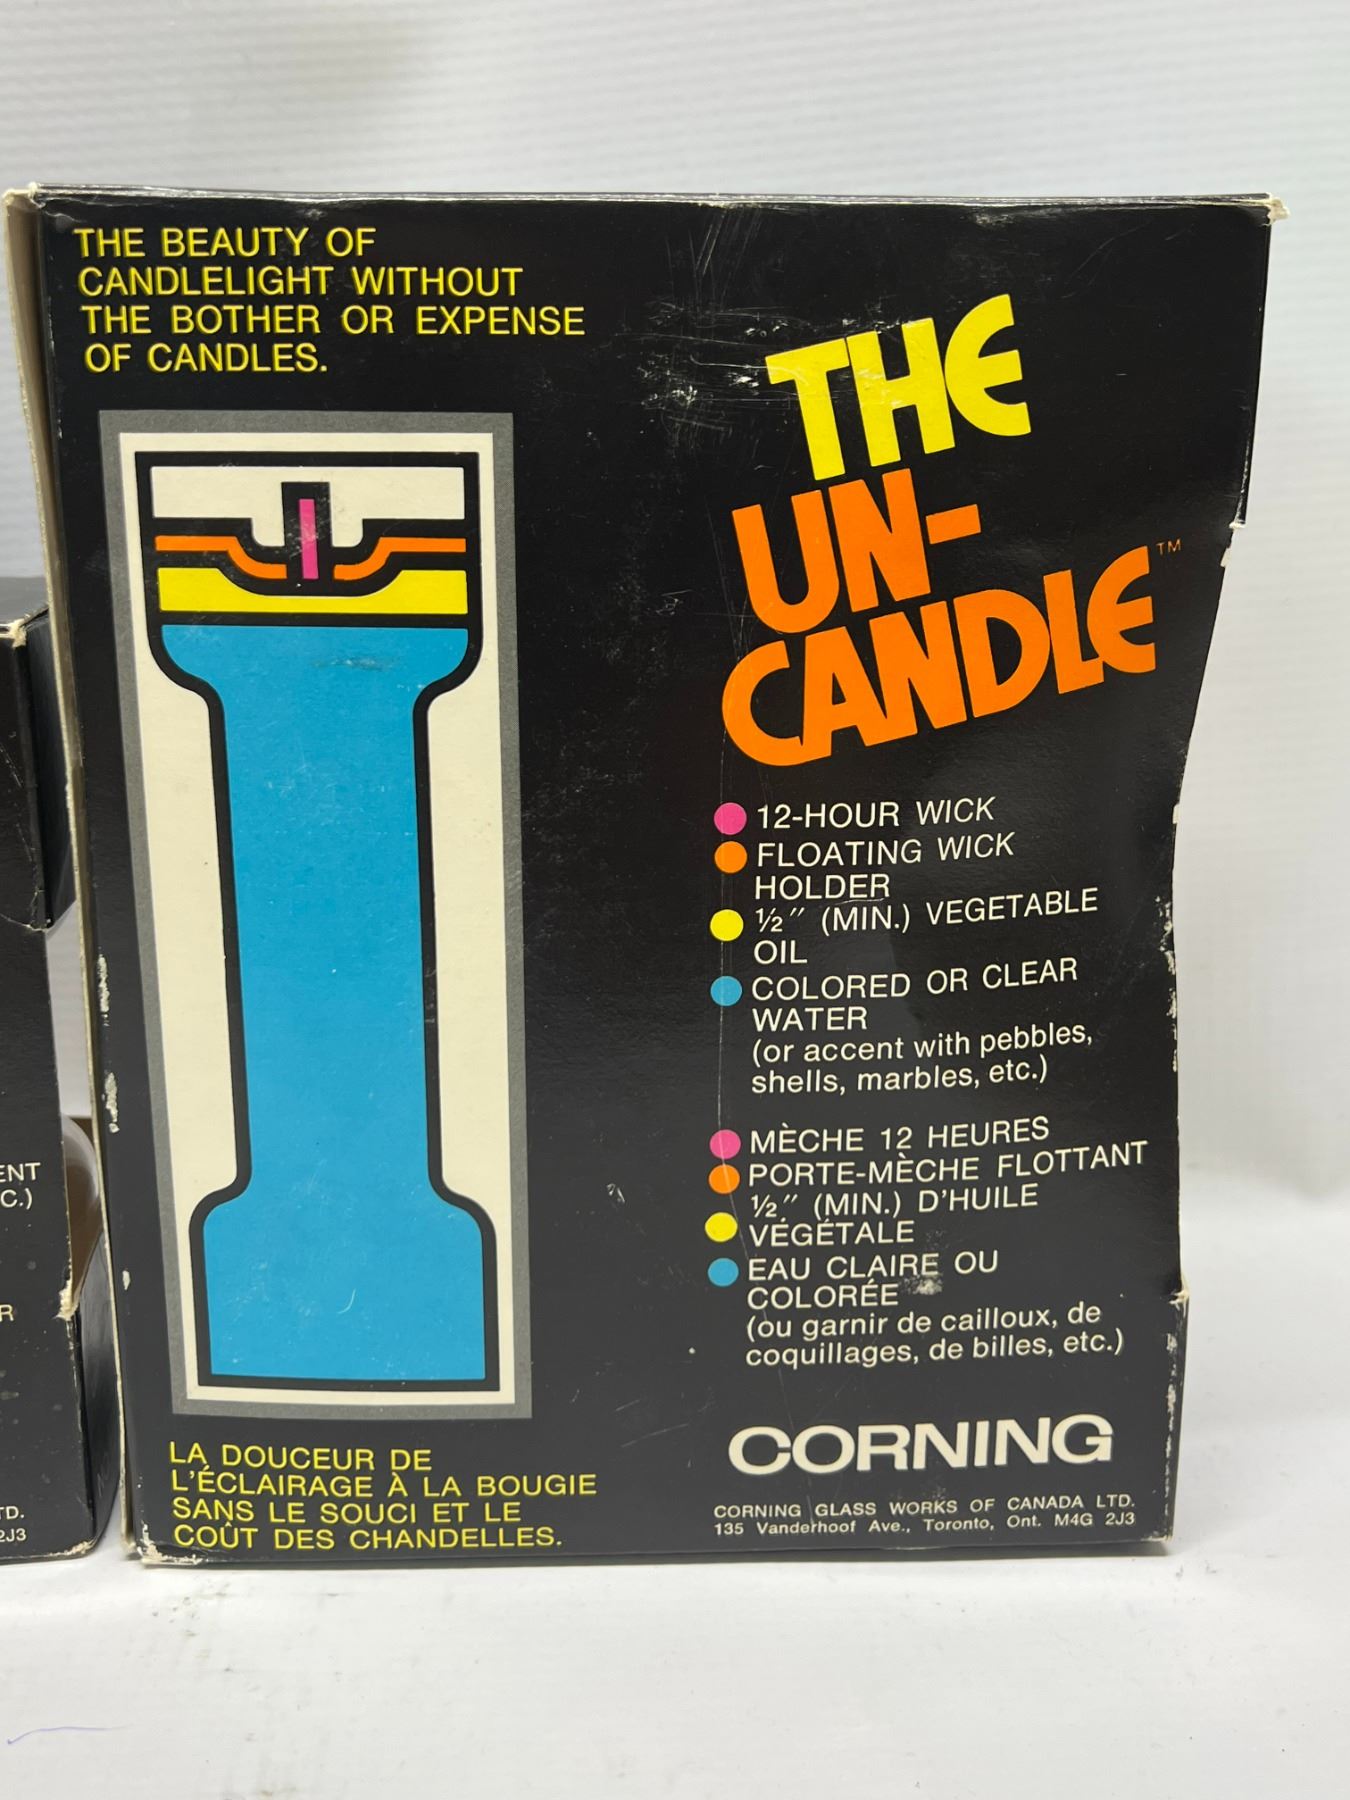 THE BEAUTY OF
CANDLELIGHT WITHOUT
THE BOTHER OR EXPENSE
OF CANDLES.
THE
UN-
CANDLE™
12-HOUR WICK
FLOATING WICK
HOLDER
½″ (MIN.) VEGETABLE
OIL
COLORED OR CLEAR
WATER
(or accent with pebbles,
shells, marbles, etc.)
MÈCHE 12 HEURES
PORTE-MÈCHE FLOTTANT
½″ (MIN.) D'HUILE
VÉGÉTALE
EAU CLAIRE OU
COLORÉE
(ou garnir de cailloux, de
coquillages, de billes, etc.)
CORNING
CORNING GLASS WORKS OF CANADA LTD.
135 Vanderhoof Ave., Toronto, Ont. M4G 2J3
LA DOUCEUR DE
L'ÉCLAIRAGE À LA BOUGIE
SANS LE SOUCI ET LE
COÛT DES CHANDELLES.
ENT
C.)
R
TD.
2J3